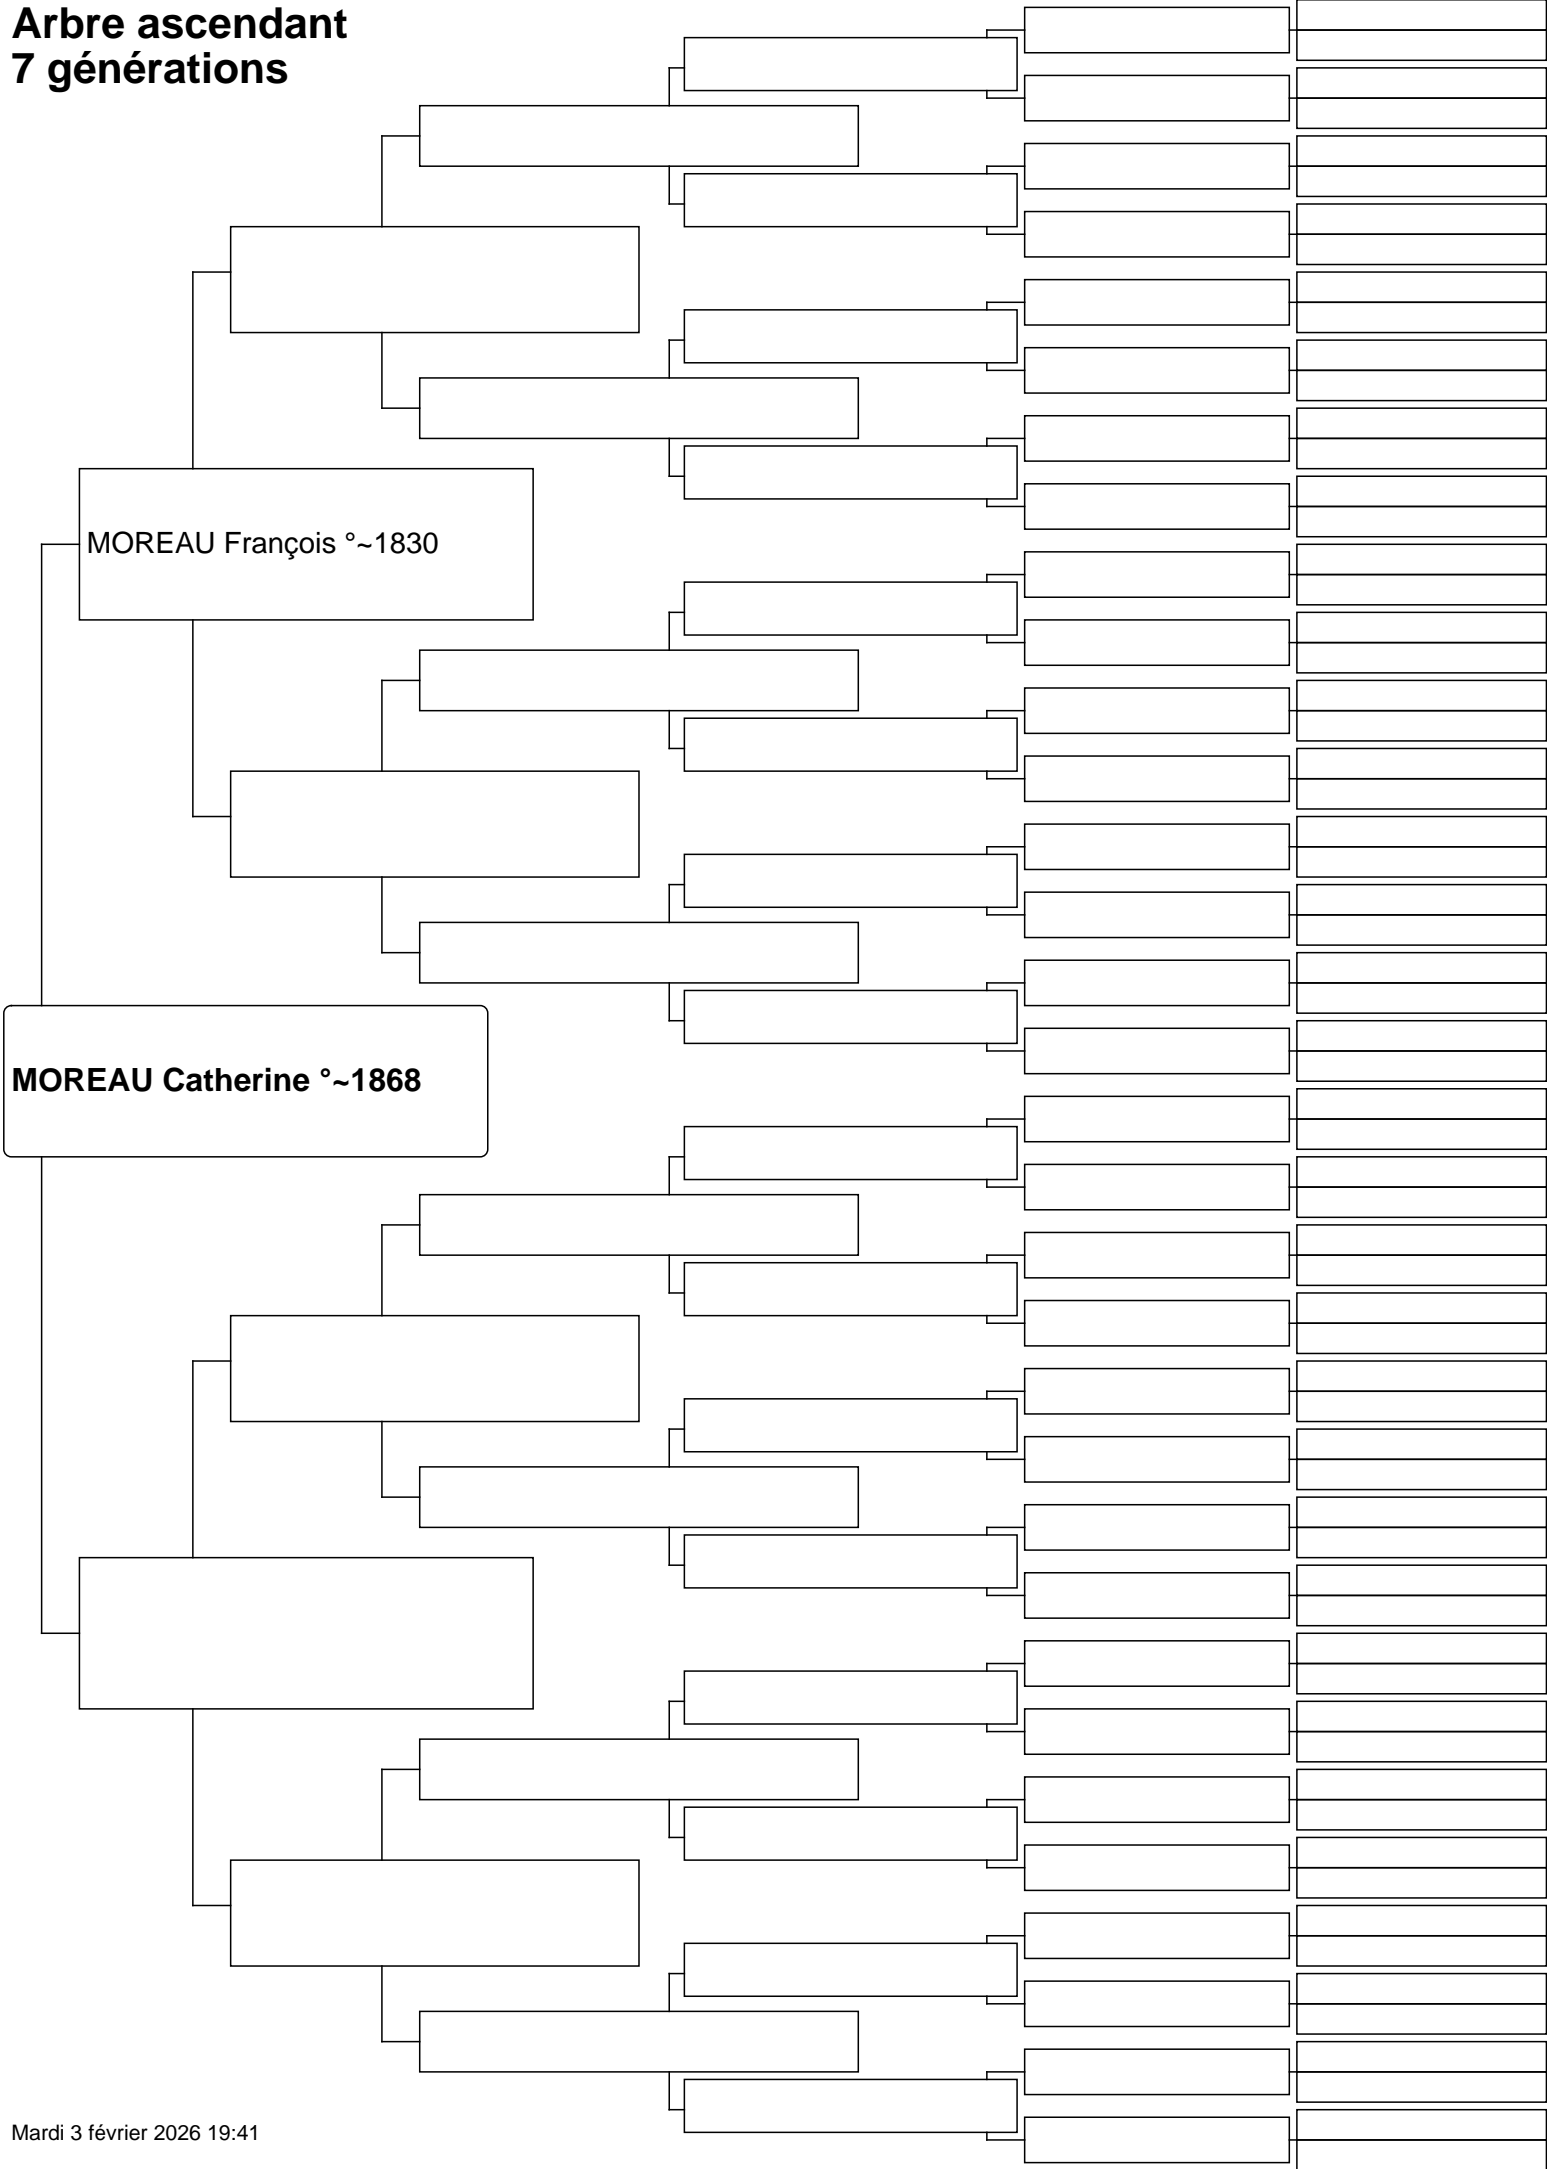 Arbre ascendant
7 générations
MOREAU François °~1830
MOREAU Catherine °~1868
Mardi 3 février 2026 19:41